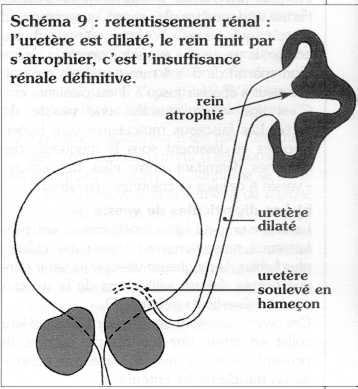 Schéma 9 : retentissement rénal :
l'uretère est dilaté, le rein finit par
s'atrophier, c'est l'insuffisance
rénale définitive.
rein
atrophié
uretère
dilaté
uretère
soulevé en
hameçon